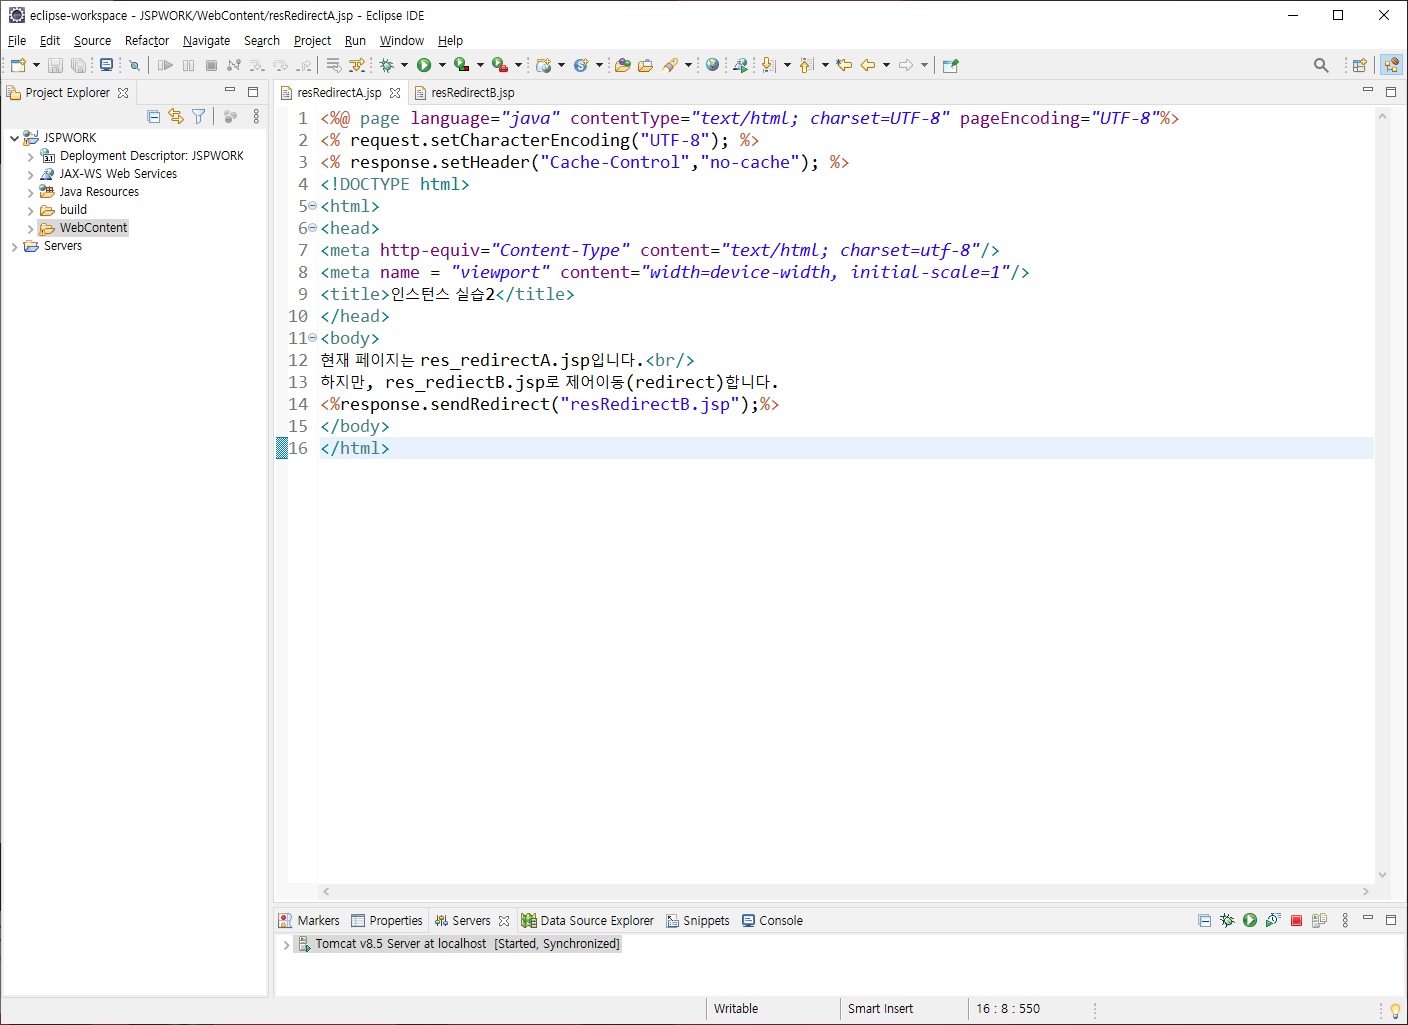 eclipse-workspace - JSPWORK/WebContent/resRedirectA.jsp - Eclipse IDE
File Edit Source Refactor Navigate Search Project Run Window Help
Project Explorer
JSPWORK
Deployment Descriptor: JSPWORK
JAX-WS Web Services
Java Resources
build
WebContent
Servers
resRedirectA.jsp resRedirectB.jsp
1 <%@ page language="java" contentType="text/html; charset=UTF-8" pageEncoding="UTF-8"%>
2 <% request.setCharacterEncoding("UTF-8"); %>
3 <% response.setHeader("Cache-Control","no-cache"); %>
4 <!DOCTYPE html>
5 <html>
6 <head>
7 <meta http-equiv="Content-Type" content="text/html; charset=utf-8"/>
8 <meta name = "viewport" content="width=device-width, initial-scale=1"/>
9 <title>인스턴스 실습2</title>
10 </head>
11 <body>
12 현재 페이지는 res_redirectA.jsp입니다.<br/>
13 하지만, res_rediectB.jsp로 제어이동(redirect)합니다.
14 <%response.sendRedirect("resRedirectB.jsp");%>
15 </body>
16 </html>
Markers Properties Servers Data Source Explorer Snippets Console
Tomcat v8.5 Server at localhost [Started, Synchronized]
Writable Smart Insert 16 : 8 : 550